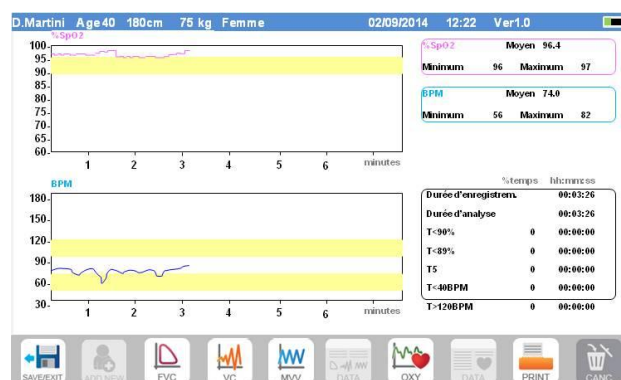 D.Martini Age40 180cm 75 kg Femme 02/09/2014 12:22 Ver1.0
%SpO2
100
95
90
85
80
75
70
65
60
1 2 3 4 5 6 minutes
%SpO2 Moyen 96.4
Minimum 96 Maximum 97
BPM Moyen 74.0
Minimum 56 Maximum 82
BPM
180
150
120
90
60
30
1 2 3 4 5 6 minutes
%temps hh:mm:ss
Durée d'enregistrem. 00:03:26
Durée d'analyse 00:03:26
T<90% 0 00:00:00
T<89% 0 00:00:00
T5 0 00:00:00
T<40BPM 0 00:00:00
T>120BPM 0 00:00:00
SAVE/EXIT ADD NEW FVC VC MVV DATA OXY DATA PRINT CANC